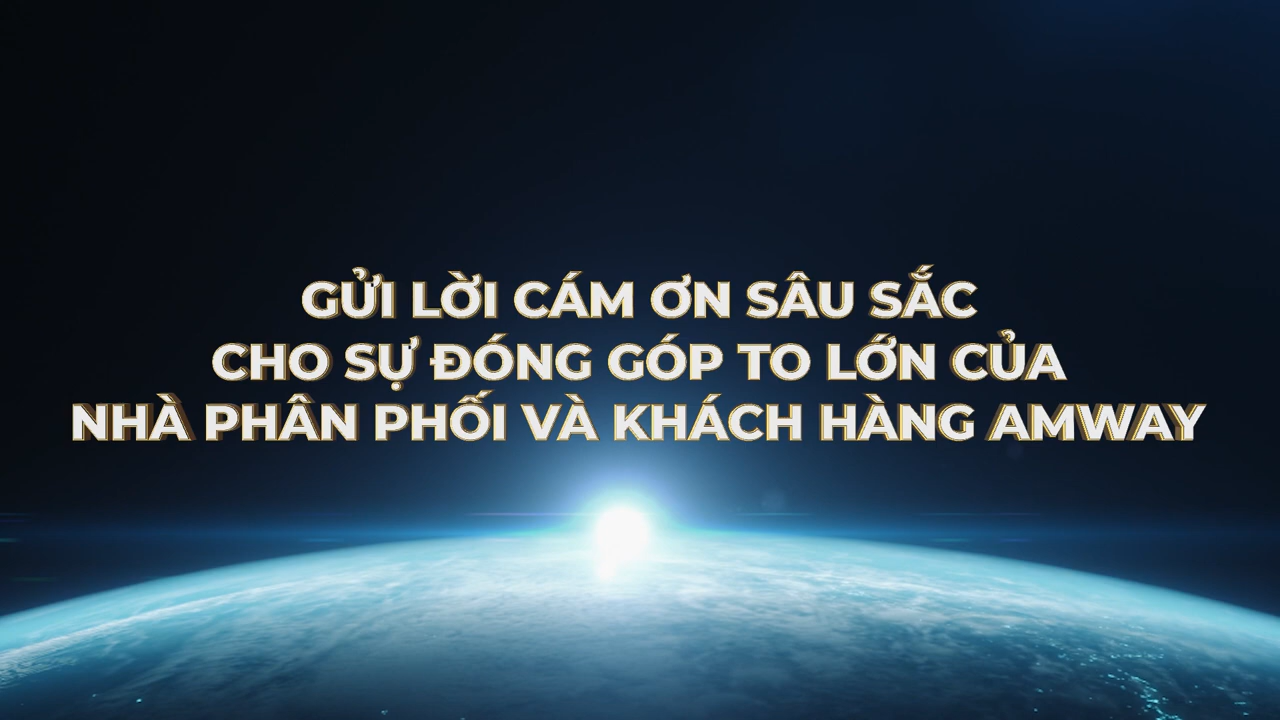 GỬI LỜI CÁM ƠN SÂU SẮC
CHO SỰ ĐÓNG GÓP TO LỚN CỦA
NHÀ PHÂN PHỐI VÀ KHÁCH HÀNG AMWAY